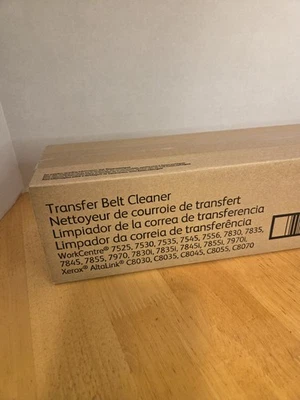 Transfer Belt Cleaner
Nettoyeur de courroie de transfert
Limpiador de la correa de transferencia
Limpador da correia de transferência
WorkCentre® 7525, 7530, 7535, 7545, 7556, 7830, 7835,
7845, 7855, 7970, 7830i, 7835i, 7845i, 7855i, 7970i,
Xerox® AltaLink® C8030, C8035, C8045, C8055, C8070